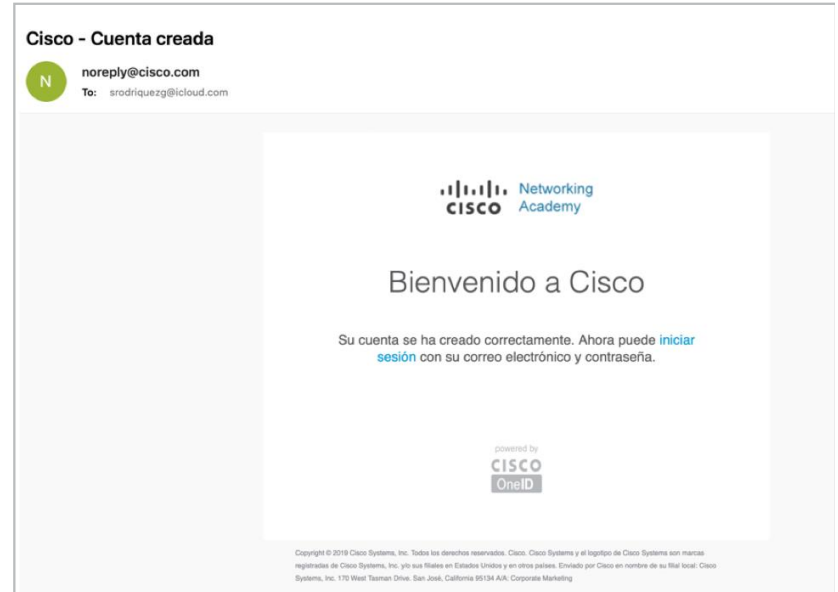 Cisco - Cuenta creada
N
noreply@cisco.com
To: srodriquezg@icloud.com
CISCO
Networking
Academy
Bienvenido a Cisco
Su cuenta se ha creado correctamente. Ahora puede iniciar
sesión con su correo electrónico y contraseña.
powered by
CISCO
OneID
Copyright © 2019 Cisco Systems, Inc. Todos los derechos reservados. Cisco. Cisco Systems y el logotipo de Cisco Systems son marcas
registradas de Cisco Systems, Inc. y/o sus filiales en Estados Unidos y en otros países. Enviado por Cisco en nombre de su filial local: Cisco
Systems, Inc. 170 West Tasman Drive. San José, California 95134 A/A: Corporate Marketing